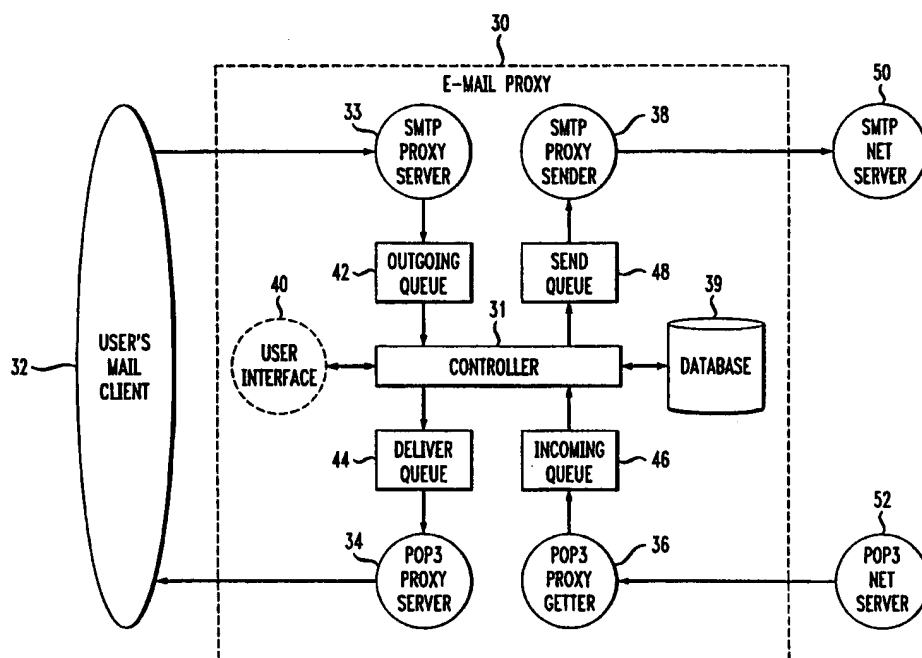 30
E-MAIL PROXY
33
SMTP
PROXY
SERVER
38
SMTP
PROXY
SENDER
50
SMTP
NET
SERVER
42
OUTGOING
QUEUE
SEND
QUEUE
48
40
USER
INTERFACE
31
CONTROLLER
39
DATABASE
32
USER'S
MAIL
CLIENT
44
DELIVER
QUEUE
INCOMING
QUEUE
46
34
POP3
PROXY
SERVER
36
POP3
PROXY
GETTER
52
POP3
NET
SERVER